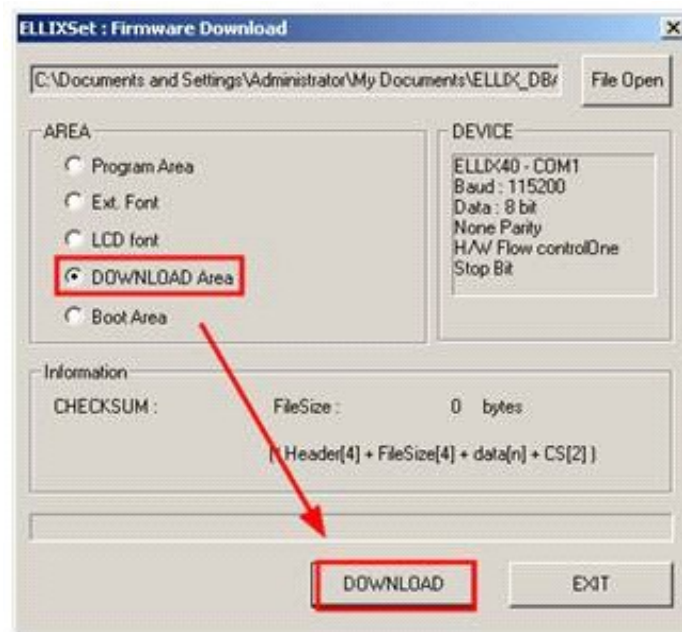 ELLIXSet : Firmware Download
C:\Documents and Settings\Administrator\My Documents\ELLIX_DB
File Open
AREA
Program Area
Ext. Font
LCD font
DOWNLOAD Area
Boot Area
DEVICE
ELLIX40 - COM1
Baud : 115200
Data : 8 bit
None Parity
H/W Flow controlOne
Stop Bit
Information
CHECKSUM :
FileSize : 0 bytes
Header[4] + FileSize[4] + data[n] + CS[2] )
DOWNLOAD
EXIT